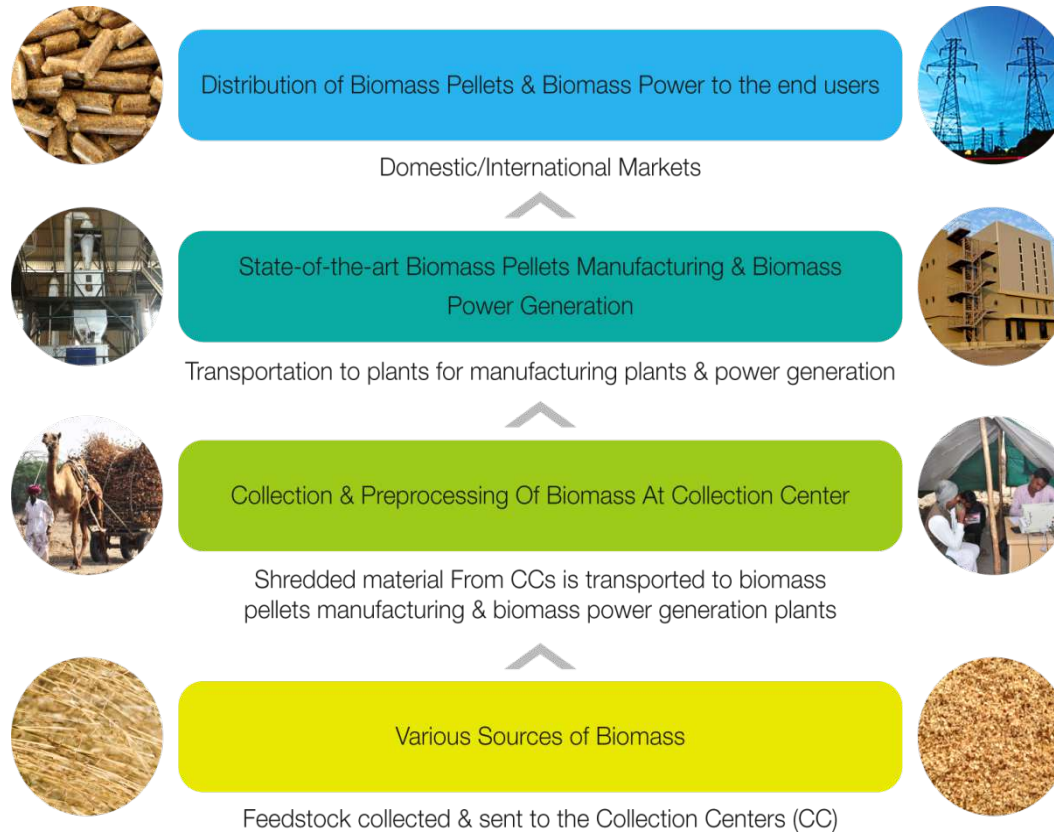 Distribution of Biomass Pellets & Biomass Power to the end users
Domestic/International Markets
State-of-the-art Biomass Pellets Manufacturing & Biomass
Power Generation
Transportation to plants for manufacturing plants & power generation
Collection & Preprocessing Of Biomass At Collection Center
Shredded material From CCs is transported to biomass
pellets manufacturing & biomass power generation plants
Various Sources of Biomass
Feedstock collected & sent to the Collection Centers (CC)